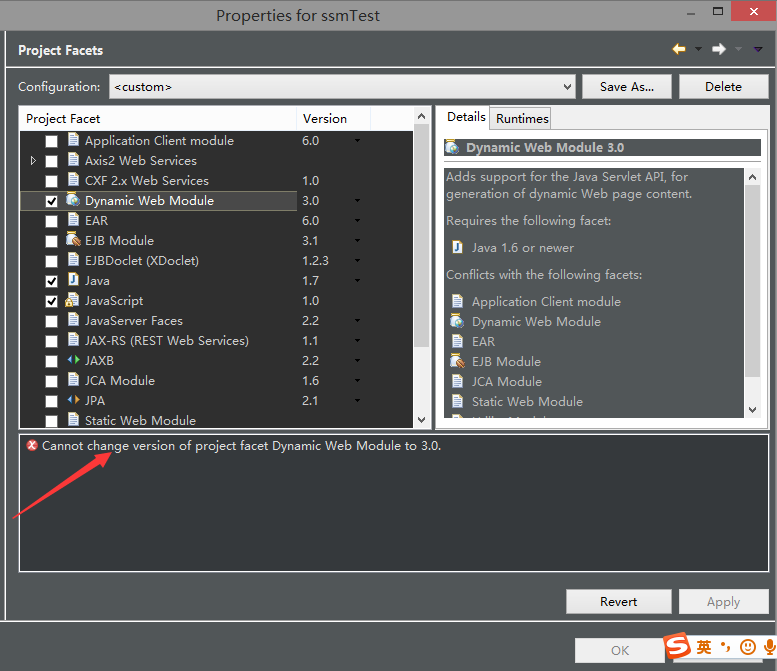 Properties for ssmTest
Project Facets
Configuration: <custom> Save As... Delete
Project Facet Version
Application Client module 6.0
Axis2 Web Services
CXF 2.x Web Services 1.0
Dynamic Web Module 3.0
EAR 6.0
EJB Module 3.1
EJBDoclet (XDoclet) 1.2.3
Java 1.7
JavaScript 1.0
JavaServer Faces 2.2
JAX-RS (REST Web Services) 1.1
JAXB 2.2
JCA Module 1.6
JPA 2.1
Static Web Module
Details Runtimes
Dynamic Web Module 3.0
Adds support for the Java Servlet API, for
generation of dynamic Web page content.
Requires the following facet:
Java 1.6 or newer
Conflicts with the following facets:
Application Client module
Dynamic Web Module
EAR
EJB Module
JCA Module
Static Web Module
Cannot change version of project facet Dynamic Web Module to 3.0.
Revert Apply
OK
S 英